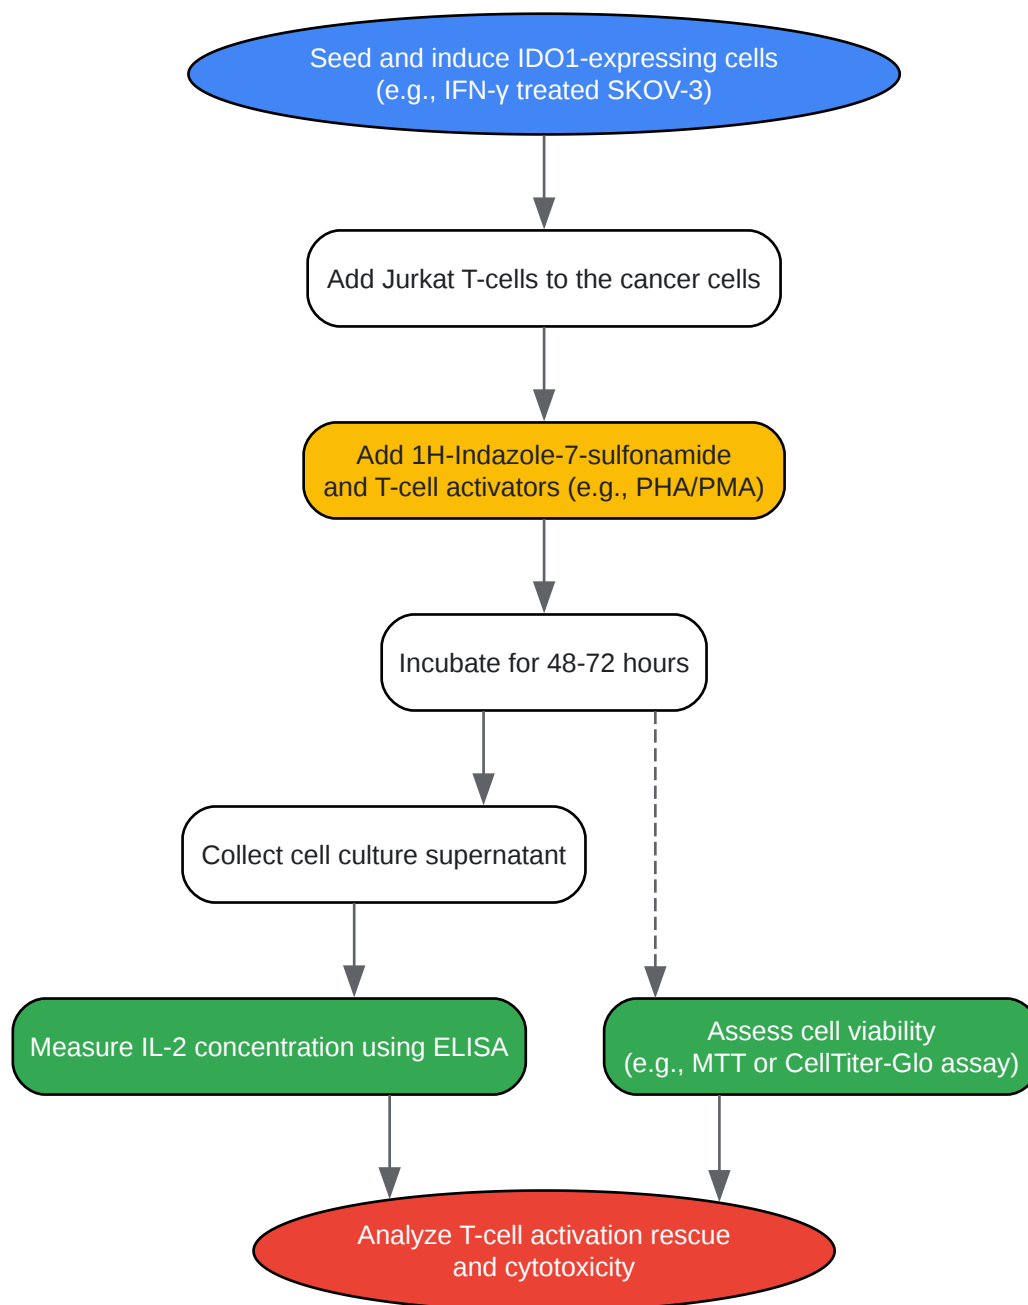 Seed and induce IDO1-expressing cells
(e.g., IFN-γ treated SKOV-3)
Add Jurkat T-cells to the cancer cells
Add 1H-Indazole-7-sulfonamide
and T-cell activators (e.g., PHA/PMA)
Incubate for 48-72 hours
Collect cell culture supernatant
Measure IL-2 concentration using ELISA
Assess cell viability
(e.g., MTT or CellTiter-Glo assay)
Analyze T-cell activation rescue
and cytotoxicity